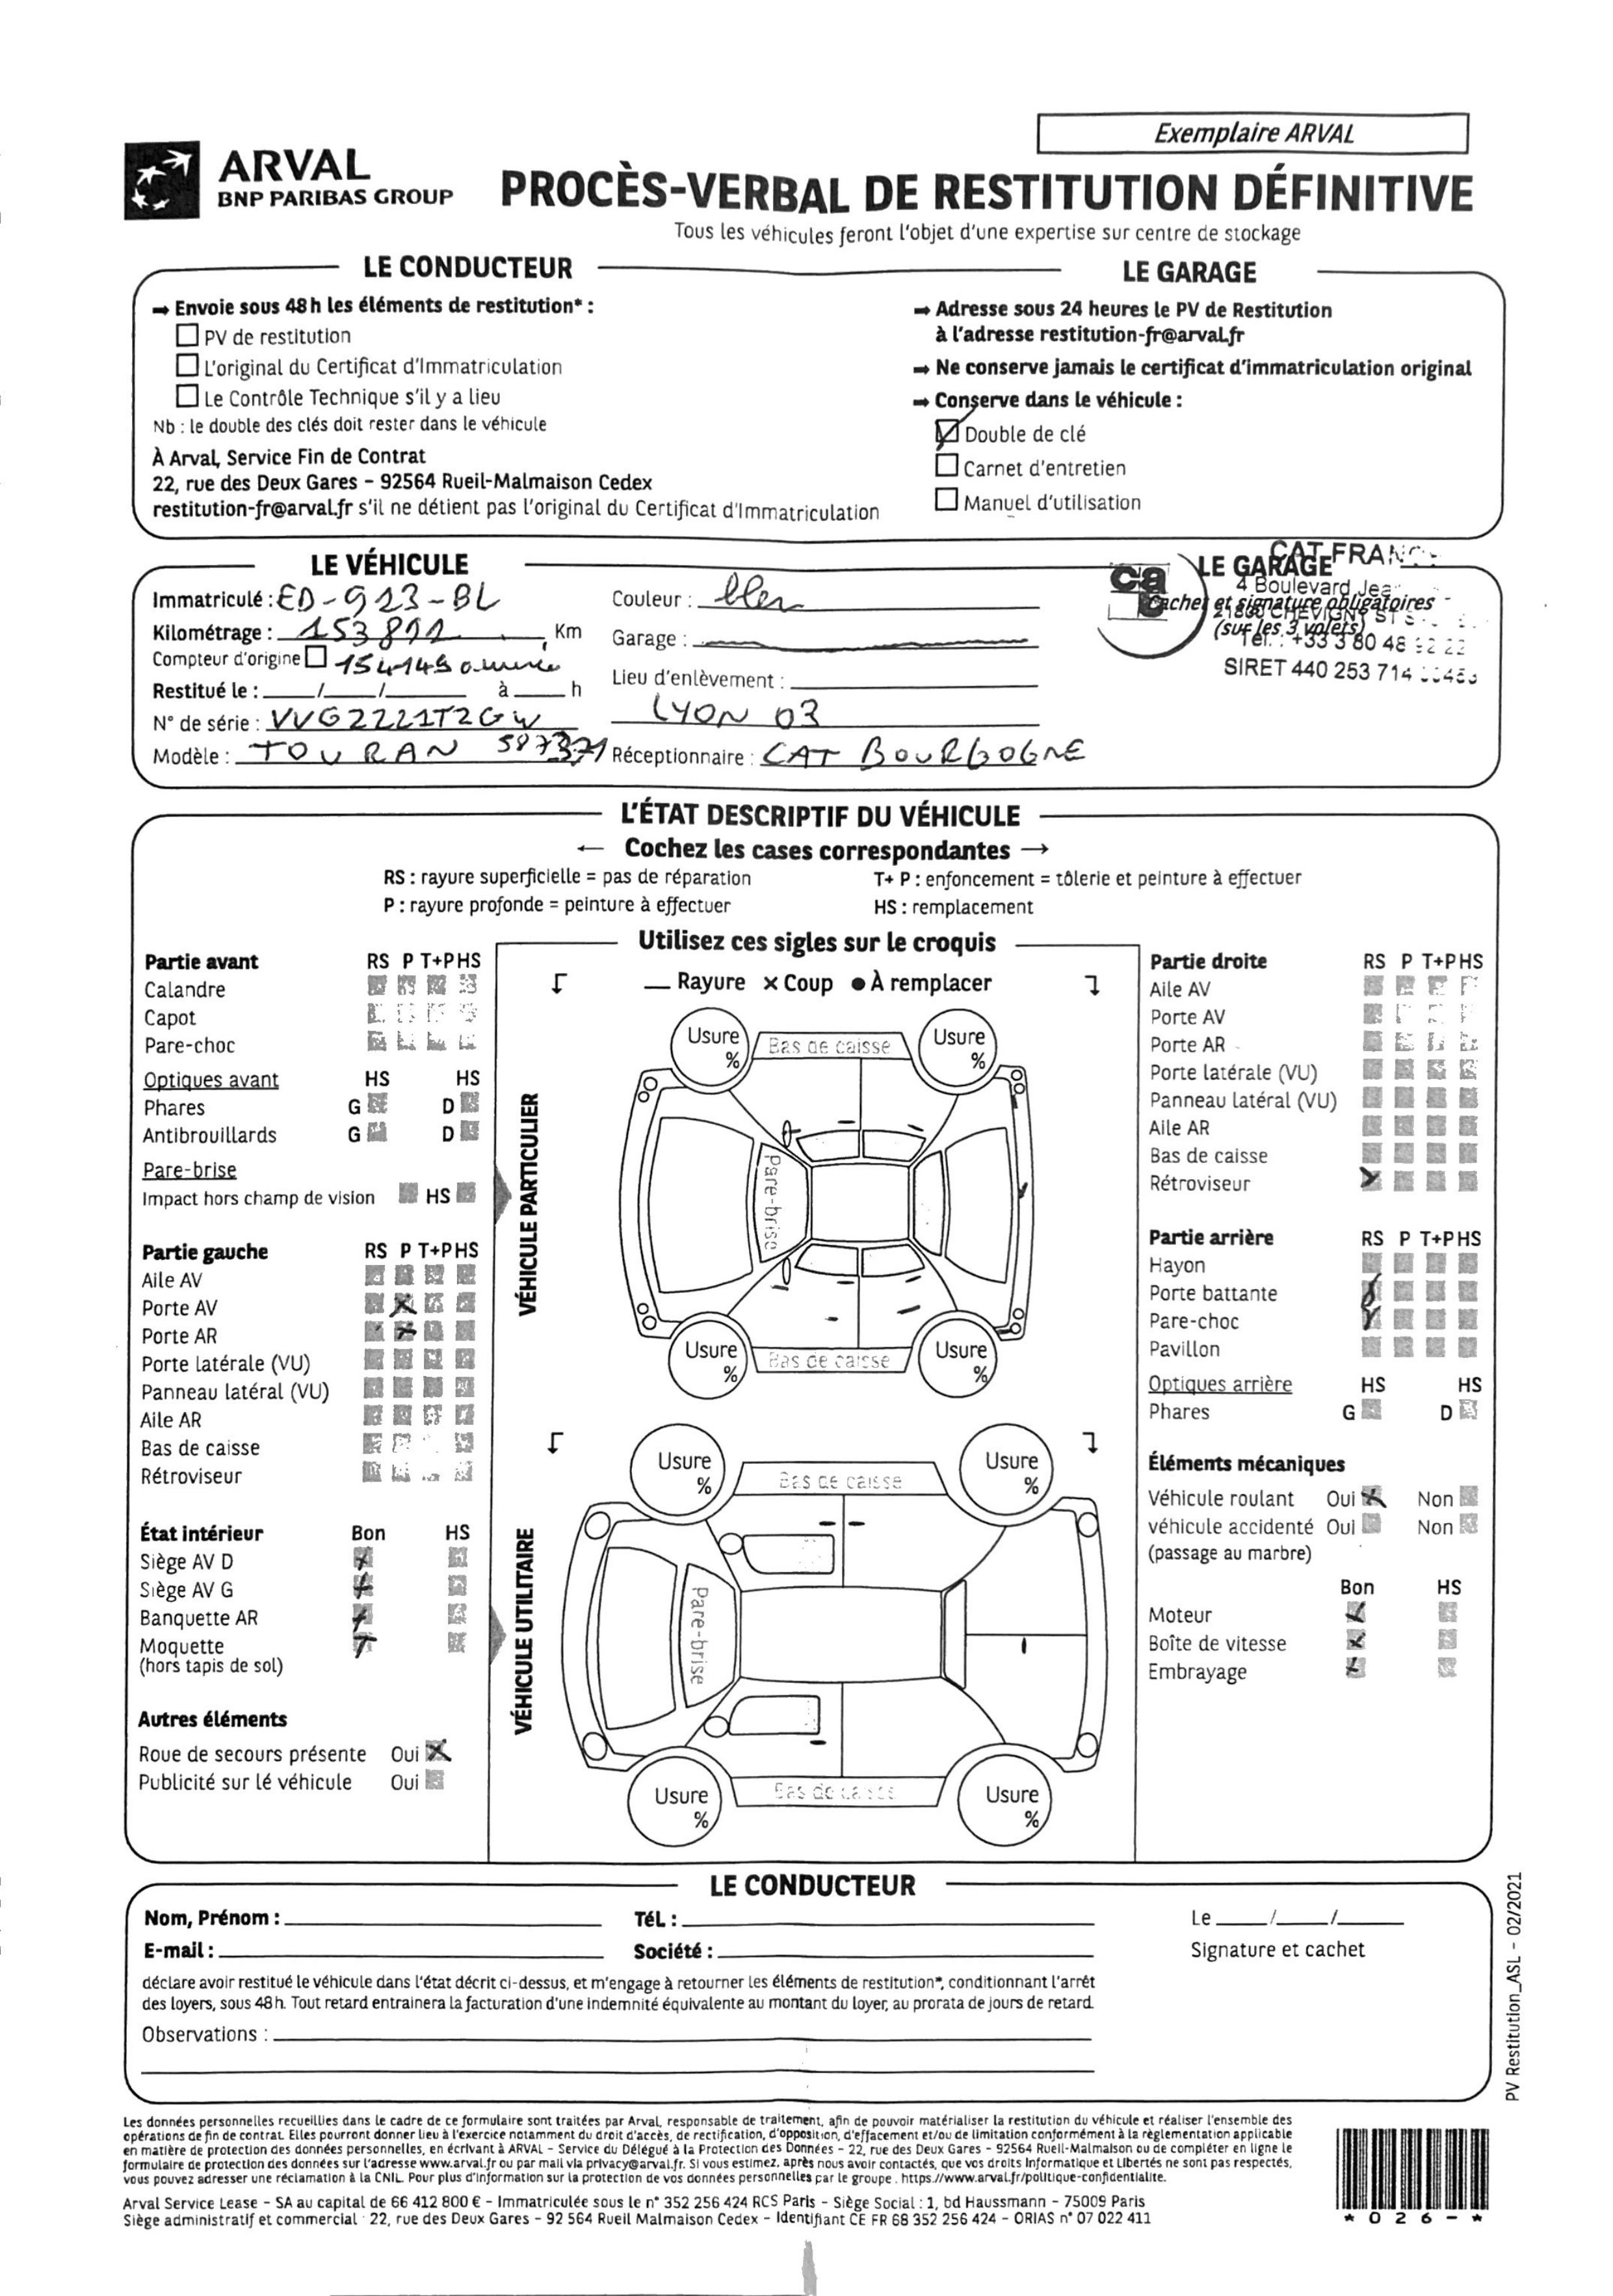 Exemplaire ARVAL
ARVAL
BNP PARIBAS GROUP
PROCÈS-VERBAL DE RESTITUTION DÉFINITIVE
Tous les véhicules feront l'objet d'une expertise sur centre de stockage
LE CONDUCTEUR
➡ Envoie sous 48 h les éléments de restitution* :
PV de restitution
L'original du Certificat d'Immatriculation
Le Contrôle Technique s'il y a lieu
Nb : le double des clés doit rester dans le véhicule
À Arval, Service Fin de Contrat
22, rue des Deux Gares – 92564 Rueil-Malmaison Cedex
restitution-fr@arval.fr s'il ne détient pas l'original du Certificat d'Immatriculation
LE GARAGE
➡ Adresse sous 24 heures le PV de Restitution
à l'adresse restitution-fr@arval.fr
➡ Ne conserve jamais le certificat d'immatriculation original
➡ Conserve dans le véhicule :
Double de clé
Carnet d'entretien
Manuel d'utilisation
LE VÉHICULE
Immatriculé : ED-923-BL
Kilométrage : 153891 Km
Compteur d'origine 154149
Restitué le : / / à h
N° de série : VVGZZZ1TZGW
587371
Modèle : TOURAN
Couleur : bleu
Garage :
Lieu d'enlèvement :
LYON 03
Réceptionnaire : CAT BOURGOGNE
LE GARAGE
Cachet et signature obligatoires
(sur les 3 volets)
CAT FRANC
4 Boulevard Jea
21800 CHEVIGNY ST S
Tél. : +33 3 80 48 92 22
SIRET 440 253 714
L'ÉTAT DESCRIPTIF DU VÉHICULE
← Cochez les cases correspondantes →
RS : rayure superficielle = pas de réparation
P : rayure profonde = peinture à effectuer
T+ P : enfoncement = tôlerie et peinture à effectuer
HS : remplacement
Utilisez ces sigles sur le croquis
— Rayure × Coup ● À remplacer
Partie avant RS P T+P HS
Calandre
Capot
Pare-choc
Optiques avant HS HS
Phares G D
Antibrouillards G D
Pare-brise
Impact hors champ de vision HS
Partie gauche RS P T+P HS
Aile AV
Porte AV
Porte AR
Porte latérale (VU)
Panneau latéral (VU)
Aile AR
Bas de caisse
Rétroviseur
État intérieur Bon HS
Siège AV D
Siège AV G
Banquette AR
Moquette
(hors tapis de sol)
Autres éléments
Roue de secours présente Oui
Publicité sur lé véhicule Oui
VÉHICULE PARTICULIER
Usure %
Bas de caisse
Usure %
Pare-brise
Usure %
Bas de caisse
Usure %
VÉHICULE UTILITAIRE
Usure %
Bas de caisse
Usure %
Pare-brise
Usure %
Bas de caisse
Usure %
Partie droite RS P T+P HS
Aile AV
Porte AV
Porte AR
Porte latérale (VU)
Panneau latéral (VU)
Aile AR
Bas de caisse
Rétroviseur
Partie arrière RS P T+P HS
Hayon
Porte battante
Pare-choc
Pavillon
Optiques arrière HS HS
Phares G D
Éléments mécaniques
Véhicule roulant Oui Non
véhicule accidenté Oui Non
(passage au marbre)
Bon HS
Moteur
Boîte de vitesse
Embrayage
LE CONDUCTEUR
Nom, Prénom : Tél. : Le / /
E-mail : Société : Signature et cachet
déclare avoir restitué le véhicule dans l'état décrit ci-dessus, et m'engage à retourner les éléments de restitution*, conditionnant l'arrêt
des loyers, sous 48 h. Tout retard entrainera la facturation d'une indemnité équivalente au montant du loyer, au prorata de jours de retard.
Observations :
PV Restitution_ASL – 02/2021
Les données personnelles recueillies dans le cadre de ce formulaire sont traitées par Arval, responsable de traitement, afin de pouvoir matérialiser la restitution du véhicule et réaliser l'ensemble des
opérations de fin de contrat. Elles pourront donner lieu à l'exercice notamment du droit d'accès, de rectification, d'opposition, d'effacement et/ou de limitation conformément à la règlementation applicable
en matière de protection des données personnelles, en écrivant à ARVAL – Service du Délégué à la Protection des Données – 22, rue des Deux Gares – 92564 Rueil-Malmaison ou de compléter en ligne le
formulaire de protection des données sur l'adresse www.arval.fr ou par mail via privacy@arval.fr. Si vous estimez, après nous avoir contactés, que vos droits Informatique et Libertés ne sont pas respectés,
vous pouvez adresser une réclamation à la CNIL. Pour plus d'information sur la protection de vos données personnelles par le groupe : https://www.arval.fr/politique-confidentialite.
Arval Service Lease – SA au capital de 66 412 800 € – Immatriculée sous le n° 352 256 424 RCS Paris – Siège Social : 1, bd Haussmann – 75009 Paris
Siège administratif et commercial : 22, rue des Deux Gares – 92 564 Rueil Malmaison Cedex – Identifiant CE FR 68 352 256 424 – ORIAS n° 07 022 411
* 0 2 6 – *